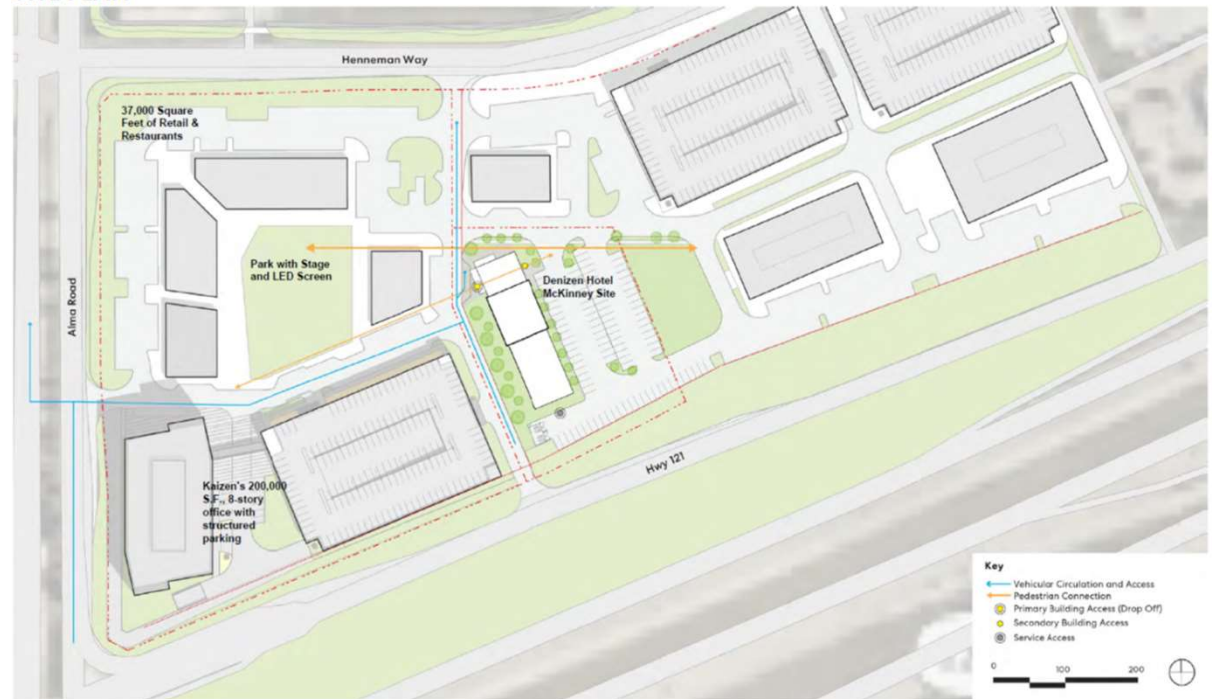 Henneman Way
37,000 Square
Feet of Retail &
Restaurants
Alma Road
Park with Stage
and LED Screen
Denizen Hotel
McKinney Site
Kaizen's 200,000
S.F., 8-story
office with
structured
parking
Hwy 121
Key
Vehicular Circulation and Access
Pedestrian Connection
Primary Building Access (Drop Off)
Secondary Building Access
Service Access
0 100 200